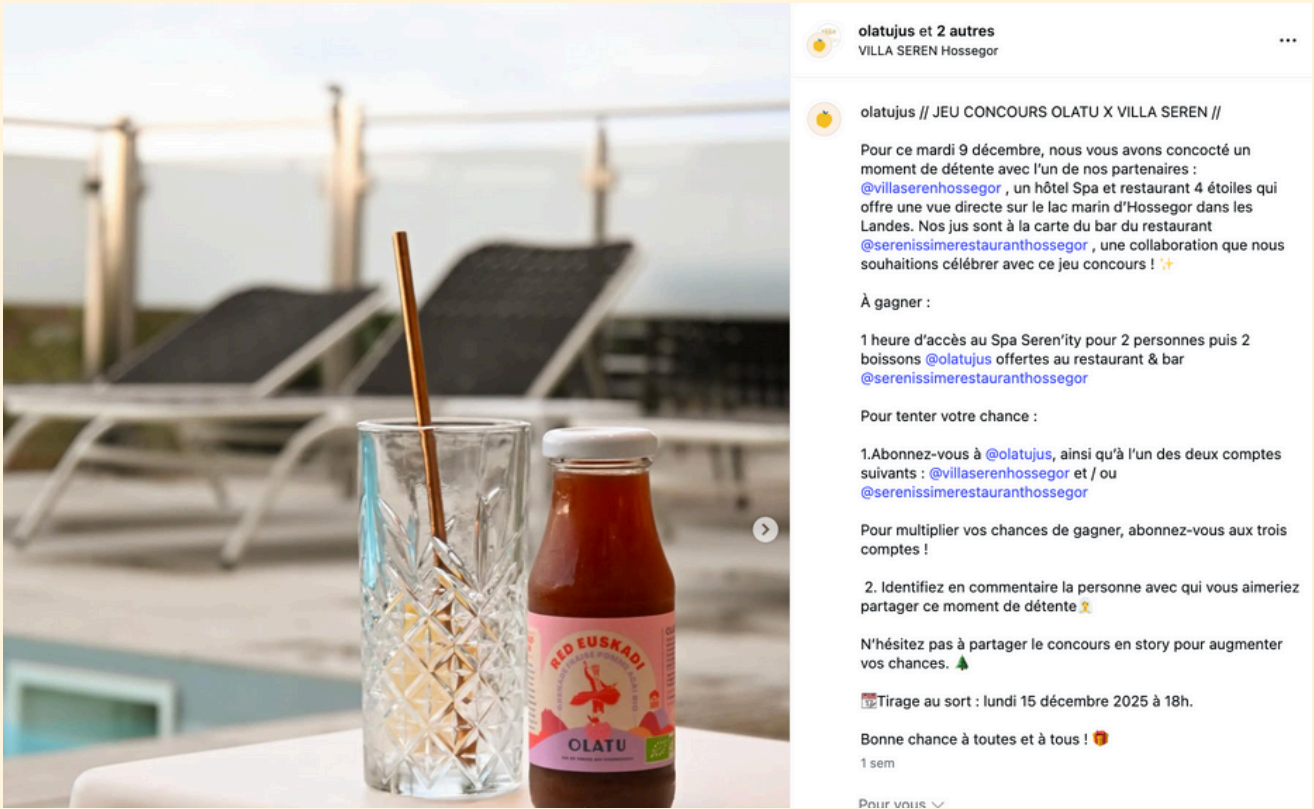 olatujus et 2 autres
VILLA SEREN Hossegor
olatujus // JEU CONCOURS OLATU X VILLA SEREN //
Pour ce mardi 9 décembre, nous vous avons concocté un
moment de détente avec l'un de nos partenaires :
@villaserenhossegor , un hôtel Spa et restaurant 4 étoiles qui
offre une vue directe sur le lac marin d'Hossegor dans les
Landes. Nos jus sont à la carte du bar du restaurant
@serenissimerestauranthossegor , une collaboration que nous
souhaitions célébrer avec ce jeu concours ! ✨
À gagner :
1 heure d'accès au Spa Seren'ity pour 2 personnes puis 2
boissons @olatujus offertes au restaurant & bar
@serenissimerestauranthossegor
Pour tenter votre chance :
1.Abonnez-vous à @olatujus, ainsi qu'à l'un des deux comptes
suivants : @villaserenhossegor et / ou
@serenissimerestauranthossegor
Pour multiplier vos chances de gagner, abonnez-vous aux trois
comptes !
2. Identifiez en commentaire la personne avec qui vous aimeriez
partager ce moment de détente
N'hésitez pas à partager le concours en story pour augmenter
vos chances. 🌲
📆Tirage au sort : lundi 15 décembre 2025 à 18h.
Bonne chance à toutes et à tous ! 🎁
1 sem
Pour vous
RED EUSKADI
GRENADE FRAISE POMME AÇAI BIO
OLATU